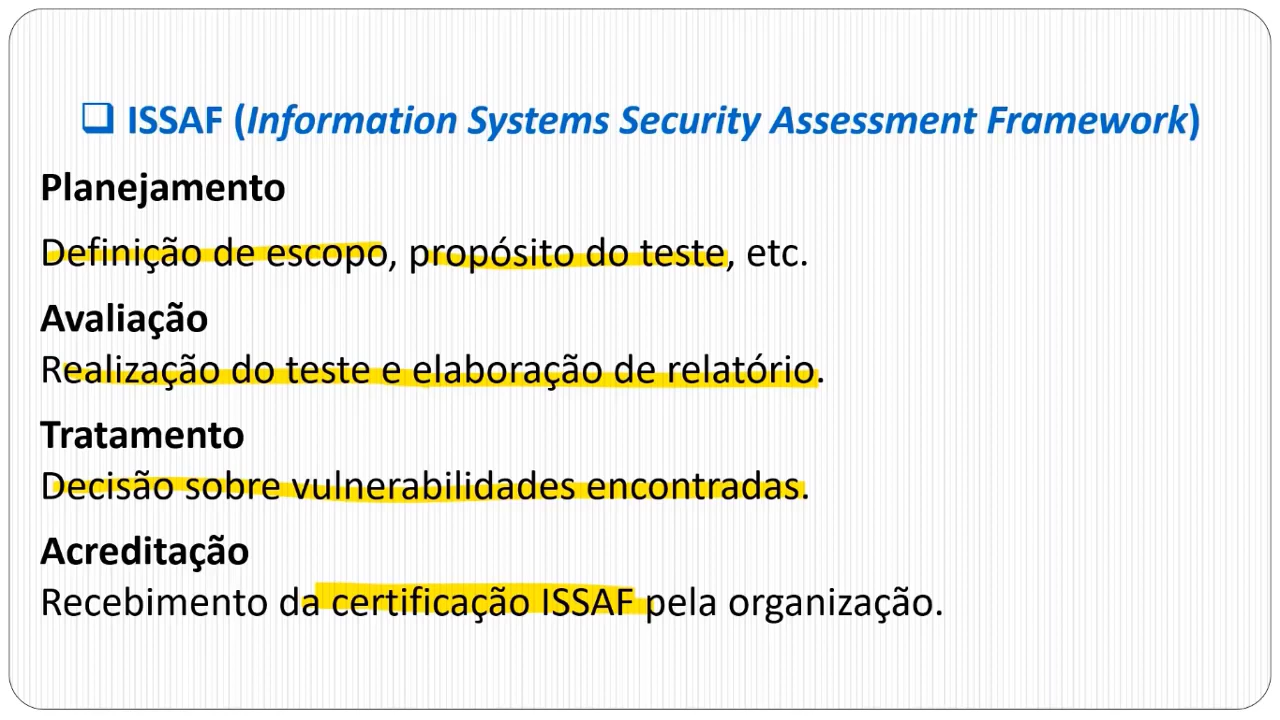 ISSAF (Information Systems Security Assessment Framework)
Planejamento
Definição de escopo, propósito do teste, etc.
Avaliação
Realização do teste e elaboração de relatório.
Tratamento
Decisão sobre vulnerabilidades encontradas.
Acreditação
Recebimento da certificação ISSAF pela organização.